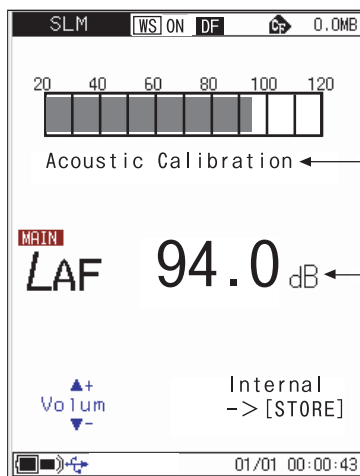 SLM WS ON DF CF 0.0MB
20 40 60 80 100 120
Acoustic Calibration
MAIN
LAF 94.0 dB
+
Volum
-
Internal
->[STORE]
01/01 00:00:43